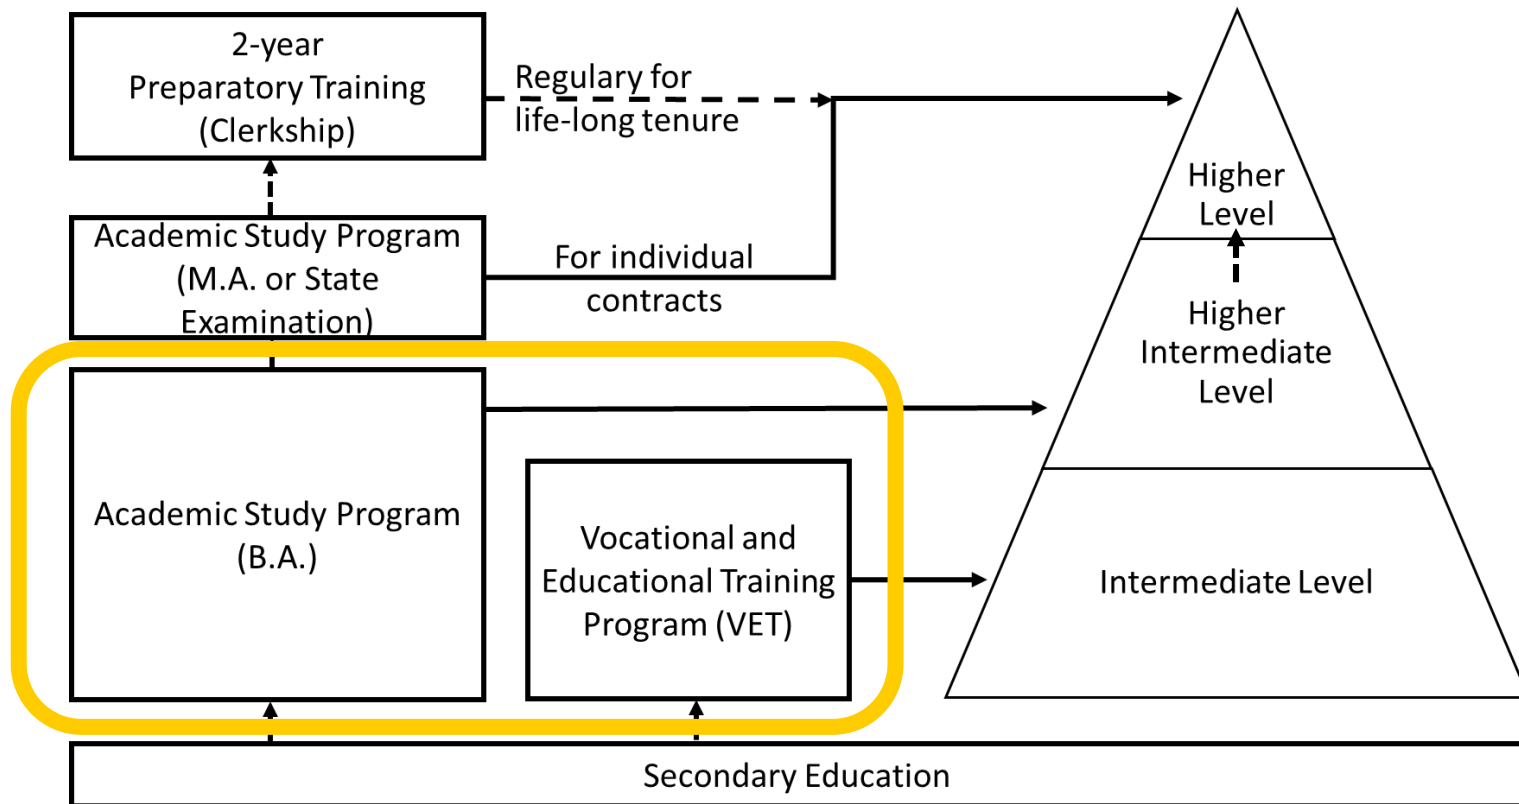 2-year
Preparatory Training
(Clerkship)
Regulary for
life-long tenure
Academic Study Program
(M.A. or State
Examination)
For individual
contracts
Academic Study Program
(B.A.)
Vocational and
Educational Training
Program (VET)
Higher
Level
Higher
Intermediate
Level
Intermediate Level
Secondary Education